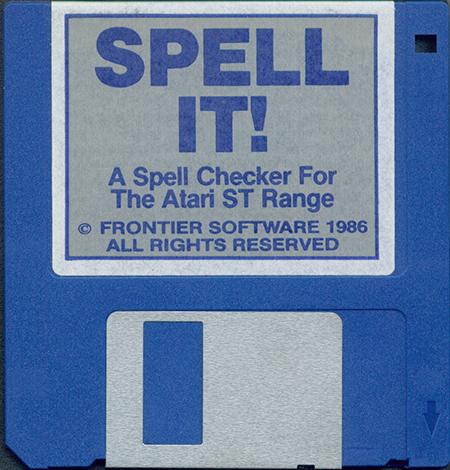 SPELL
IT!
A Spell Checker For
The Atari ST Range
© FRONTIER SOFTWARE 1986
ALL RIGHTS RESERVED